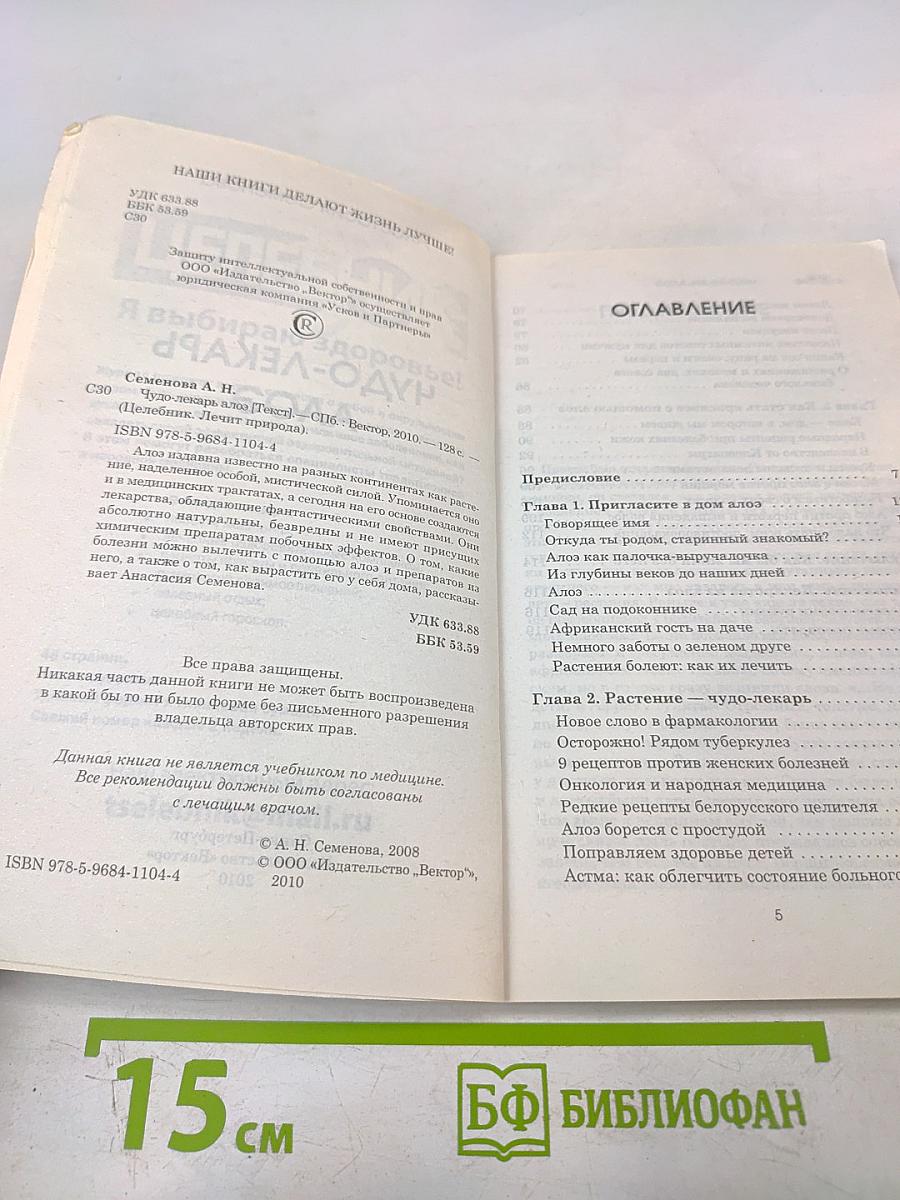 НАШИ КНИГИ ДЕЛАЮТ ЖИЗНЬ ЛУЧШЕ!
УДК 633.88
ББК 53.59
С30
Защиту интеллектуальной собственности и прав
ООО «Издательство „Вектор“» осуществляет
юридическая компания «Усков и Партнеры»
®
Семенова А. Н.
С30 Чудо-лекарь алоэ [Текст]. — СПб. : Вектор, 2010. — 128 с. —
(Целебник. Лечит природа).
ISBN 978-5-9684-1104-4
Алоэ издавна известно на разных континентах как расте-
ние, наделенное особой, мистической силой. Упоминается оно
и в медицинских трактатах, а сегодня на его основе создаются
лекарства, обладающие фантастическими свойствами. Они
абсолютно натуральны, безвредны и не имеют присущих
химическим препаратам побочных эффектов. О том, какие
болезни можно вылечить с помощью алоэ и препаратов из
него, а также о том, как вырастить его у себя дома, рассказы-
вает Анастасия Семенова.
УДК 633.88
ББК 53.59
Все права защищены.
Никакая часть данной книги не может быть воспроизведена
в какой бы то ни было форме без письменного разрешения
владельца авторских прав.
Данная книга не является учебником по медицине.
Все рекомендации должны быть согласованы
с лечащим врачом.
© А. Н. Семенова, 2008
© ООО «Издательство „Вектор“»,
2010
ISBN 978-5-9684-1104-4
ОГЛАВЛЕНИЕ
Предисловие 7
Глава 1. Пригласите в дом алоэ 1
Говорящее имя
Откуда ты родом, старинный знакомый?
Алоэ как палочка-выручалочка
Из глубины веков до наших дней
Алоэ
Сад на подоконнике
Африканский гость на даче
Немного заботы о зеленом друге
Растения болеют: как их лечить
Глава 2. Растение — чудо-лекарь
Новое слово в фармакологии
Осторожно! Рядом туберкулез
9 рецептов против женских болезней
Онкология и народная медицина
Редкие рецепты белорусского целителя
Алоэ борется с простудой
Поправляем здоровье детей
Астма: как облегчить состояние больного
5
15 см
БФ БИБЛИОФАН